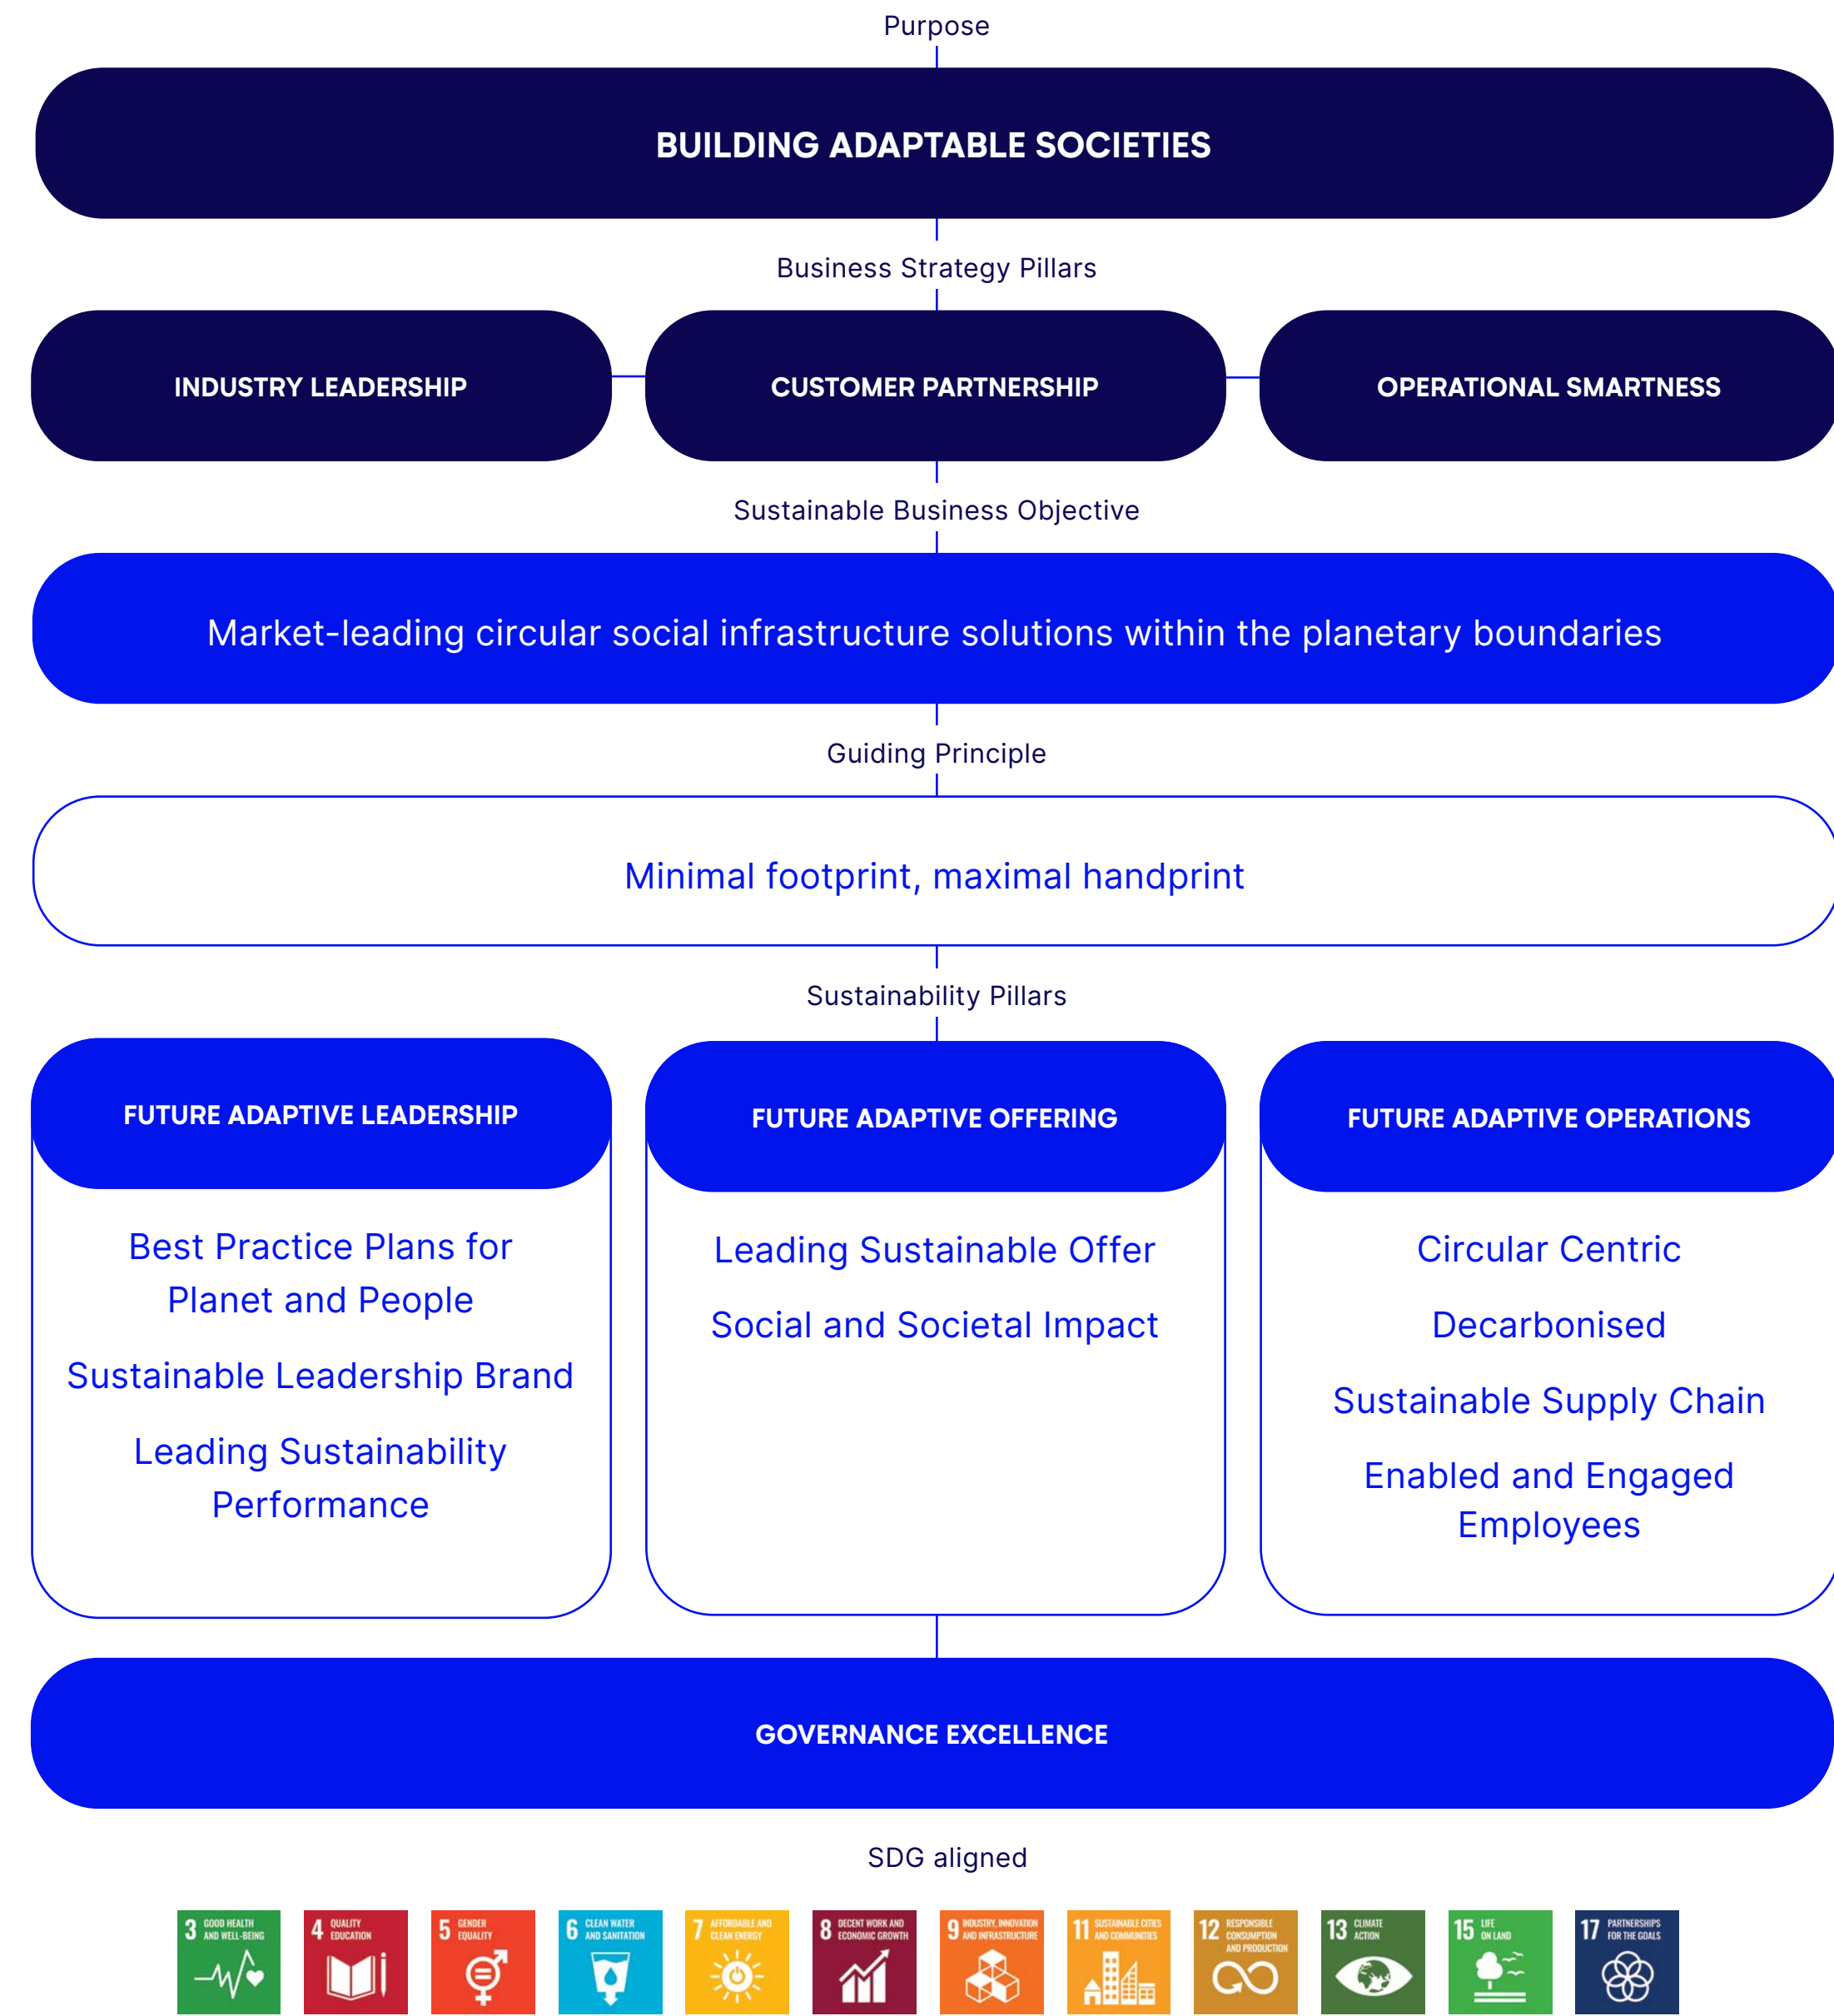 Purpose
BUILDING ADAPTABLE SOCIETIES
Business Strategy Pillars
INDUSTRY LEADERSHIP
CUSTOMER PARTNERSHIP
OPERATIONAL SMARTNESS
Sustainable Business Objective
Market-leading circular social infrastructure solutions within the planetary boundaries
Guiding Principle
Minimal footprint, maximal handprint
Sustainability Pillars
FUTURE ADAPTIVE LEADERSHIP
Best Practice Plans for
Planet and People
Sustainable Leadership Brand
Leading Sustainability
Performance
FUTURE ADAPTIVE OFFERING
Leading Sustainable Offer
Social and Societal Impact
FUTURE ADAPTIVE OPERATIONS
Circular Centric
Decarbonised
Sustainable Supply Chain
Enabled and Engaged
Employees
GOVERNANCE EXCELLENCE
SDG aligned
3 GOOD HEALTH
AND WELL-BEING
4 QUALITY
EDUCATION
5 GENDER
EQUALITY
6 CLEAN WATER
AND SANITATION
7 AFFORDABLE AND
CLEAN ENERGY
8 DECENT WORK AND
ECONOMIC GROWTH
9 INDUSTRY, INNOVATION
AND INFRASTRUCTURE
11 SUSTAINABLE CITIES
AND COMMUNITIES
12 RESPONSIBLE
CONSUMPTION
AND PRODUCTION
13 CLIMATE
ACTION
15 LIFE
ON LAND
17 PARTNERSHIPS
FOR THE GOALS